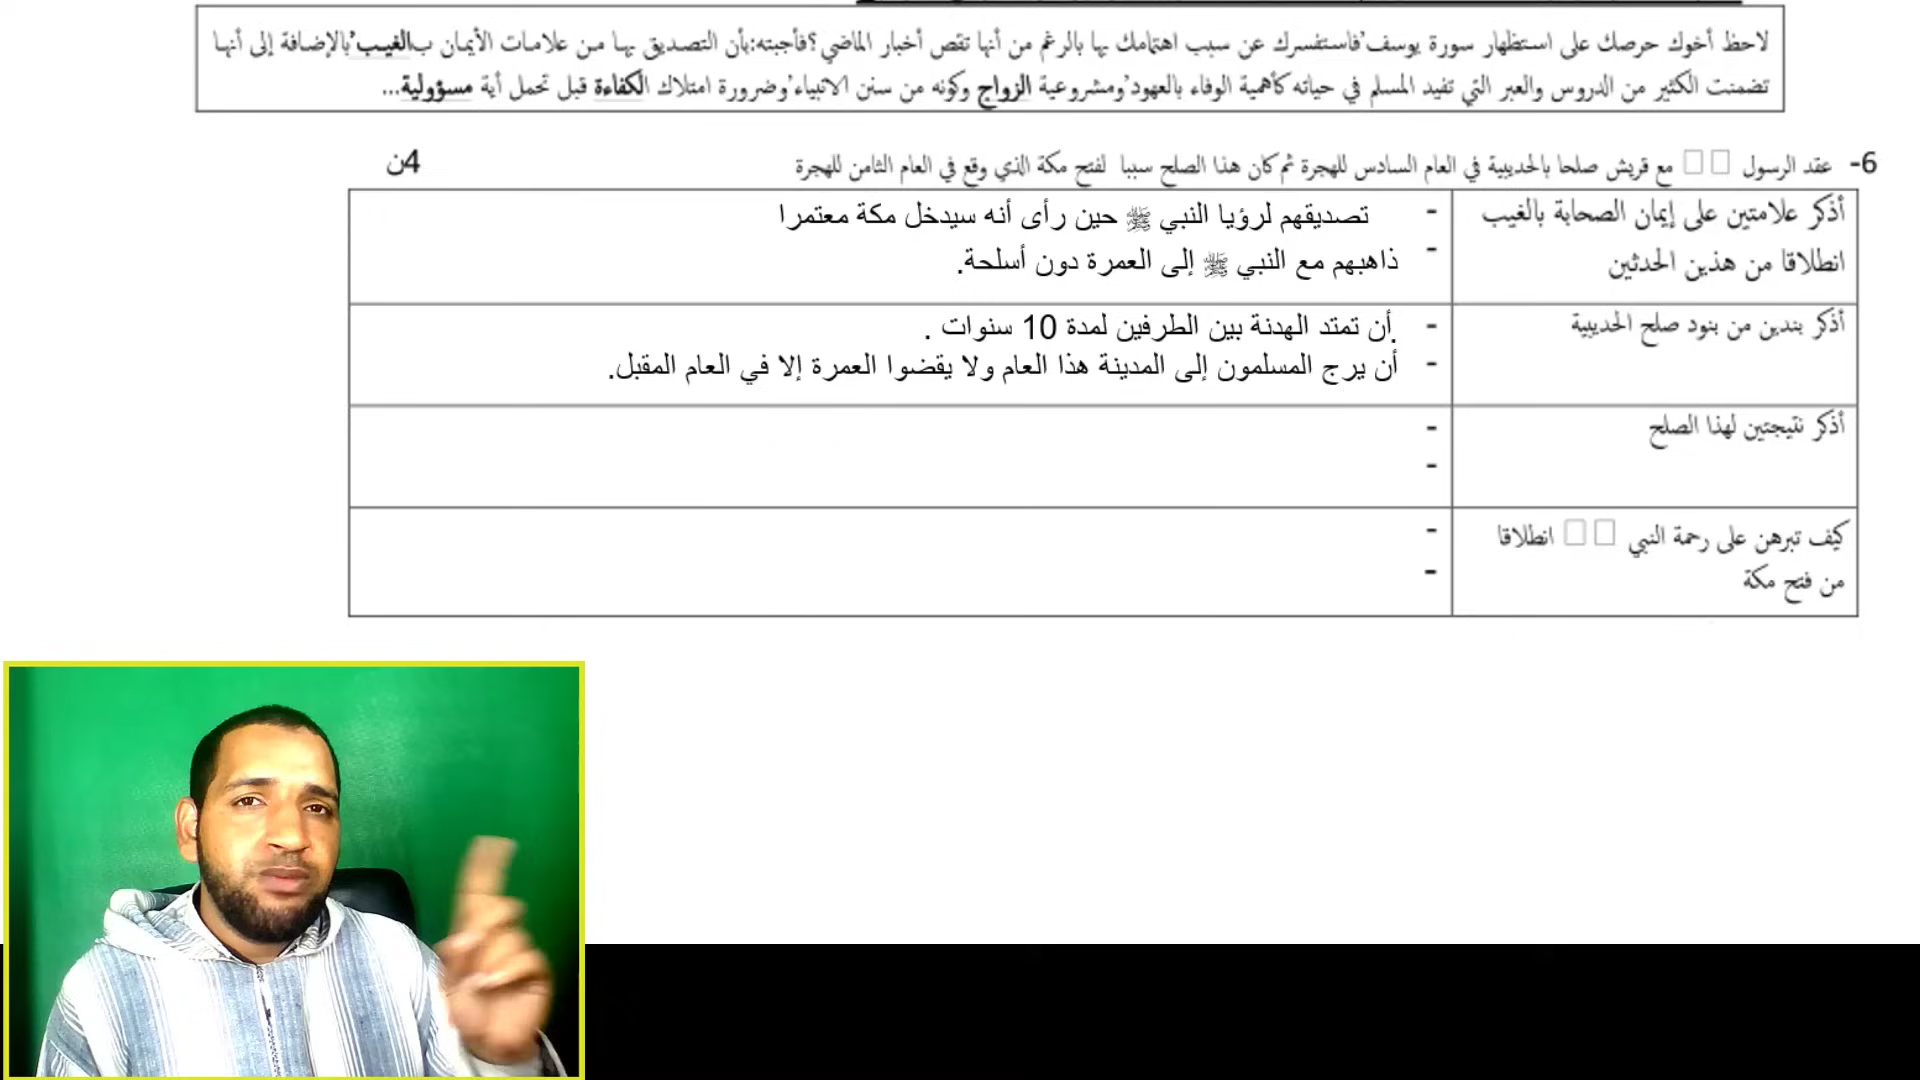 لاحظ أخوك حرصك على استظهار سورة يوسف'فاستفسرك عن سبب اهتمامك بها بالرغم من أنها تقص أخبار الماضي؟فأجبته:بأن التصديق بها من علامات الأيمان بالغيب'بالإضافة إلى أنها
تضمنت الكثير من الدروس والعبر التي تفيد المسلم في حياته كأهمية الوفاء بالعهود'ومشروعية الزواج وكونه من سنن الانبياء'وضرورة امتلاك الكفاءة قبل تحمل أية مسؤولية...
6- عقد الرسول □□ مع قريش صلحا بالحديبية في العام السادس للهجرة ثم كان هذا الصلح سببا لفتح مكة الذي وقع في العام الثامن للهجرة 4ن
أذكر علامتين على إيمان الصحابة بالغيب
انطلاقا من هذين الحدثين
- تصديقهم لرؤيا النبي ﷺ حين رأى أنه سيدخل مكة معتمرا
- ذاهبهم مع النبي ﷺ إلى العمرة دون أسلحة.
أذكر بندين من بنود صلح الحديبية
- .أن تمتد الهدنة بين الطرفين لمدة 10 سنوات .
- أن يرج المسلمون إلى المدينة هذا العام ولا يقضوا العمرة إلا في العام المقبل.
أذكر نتيجتين لهذا الصلح
-
-
كيف تبرهن على رحمة النبي □□ انطلاقا
من فتح مكة
-
-